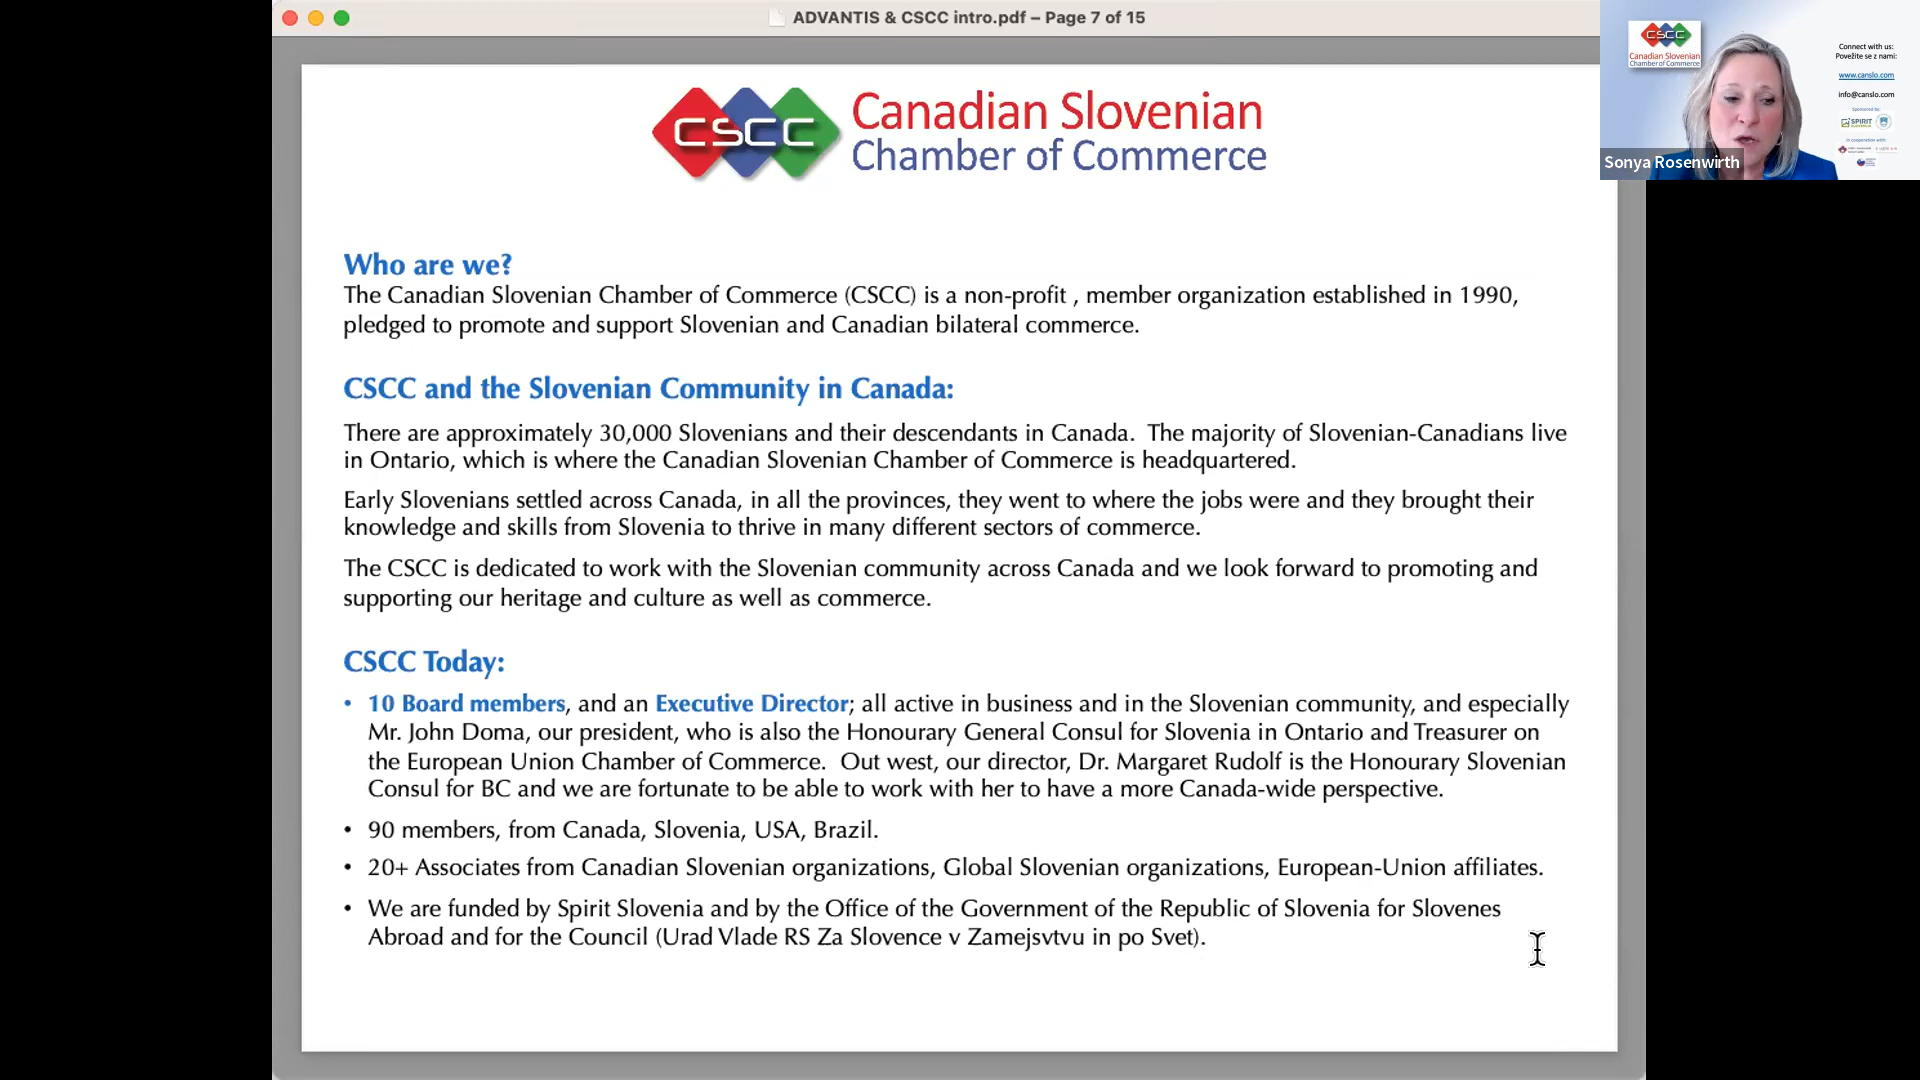 ADVANTIS & CSCC intro.pdf – Page 7 of 15
CSCC
Canadian Slovenian
Chamber of Commerce
Who are we?
The Canadian Slovenian Chamber of Commerce (CSCC) is a non-profit , member organization established in 1990,
pledged to promote and support Slovenian and Canadian bilateral commerce.
CSCC and the Slovenian Community in Canada:
There are approximately 30,000 Slovenians and their descendants in Canada. The majority of Slovenian-Canadians live
in Ontario, which is where the Canadian Slovenian Chamber of Commerce is headquartered.
Early Slovenians settled across Canada, in all the provinces, they went to where the jobs were and they brought their
knowledge and skills from Slovenia to thrive in many different sectors of commerce.
The CSCC is dedicated to work with the Slovenian community across Canada and we look forward to promoting and
supporting our heritage and culture as well as commerce.
CSCC Today:
• 10 Board members, and an Executive Director; all active in business and in the Slovenian community, and especially
Mr. John Doma, our president, who is also the Honourary General Consul for Slovenia in Ontario and Treasurer on
the European Union Chamber of Commerce. Out west, our director, Dr. Margaret Rudolf is the Honourary Slovenian
Consul for BC and we are fortunate to be able to work with her to have a more Canada-wide perspective.
• 90 members, from Canada, Slovenia, USA, Brazil.
• 20+ Associates from Canadian Slovenian organizations, Global Slovenian organizations, European-Union affiliates.
• We are funded by Spirit Slovenia and by the Office of the Government of the Republic of Slovenia for Slovenes
Abroad and for the Council (Urad Vlade RS Za Slovence v Zamejsvtvu in po Svet).
CSCC
Canadian Slovenian
Chamber of Commerce
Connect with us:
Povežite se z nami:
www.canslo.com
info@canslo.com
Sponsored by:
SPIRIT
In cooperation with:
Sonya Rosenwirth